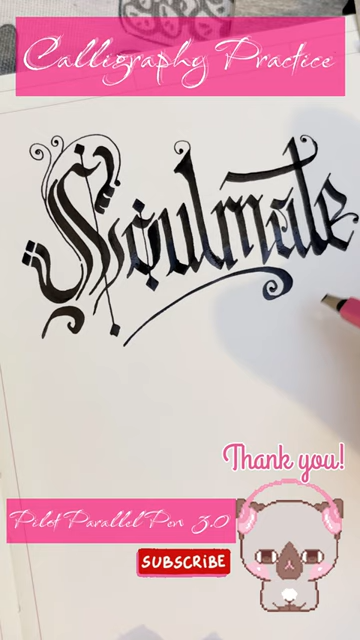 Calligraphy Practice
Soulmate
Thank you!
Pilot Parallel Pen 3.0
SUBSCRIBE